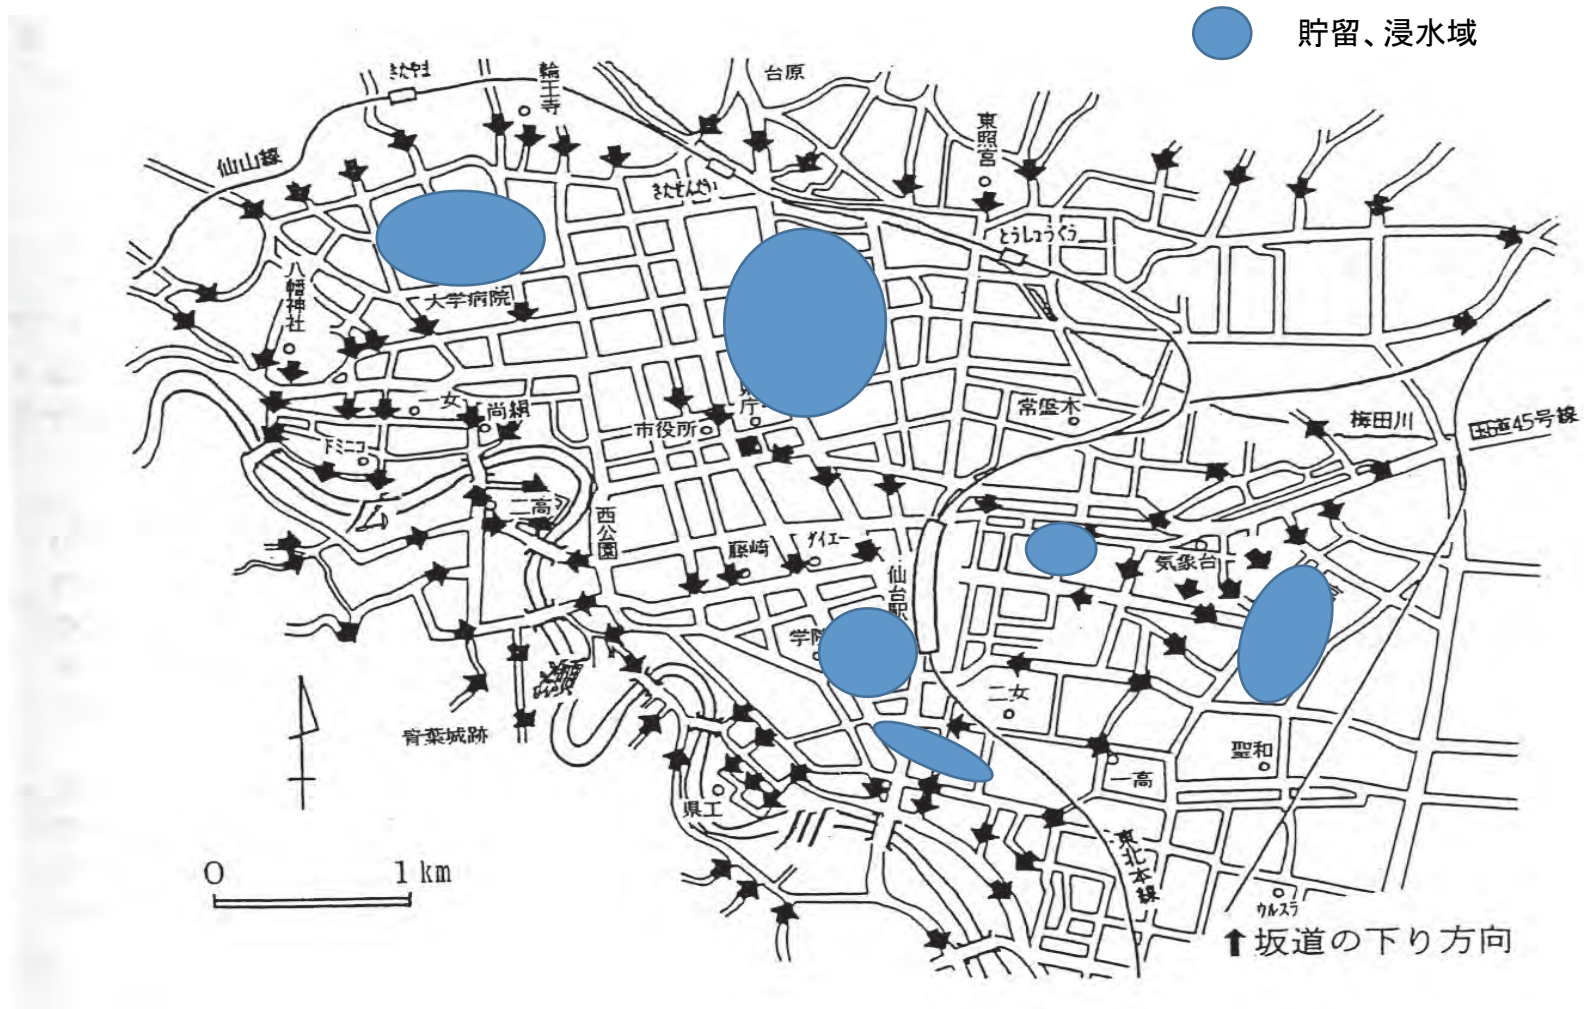 貯留、浸水域
きたやま
輪王寺
台原
東照宮
仙山線
きたせんだい
とうしょうぐう
八幡神社
大学病院
一女
尚絅
ドミニコ
市役所
庁
常盤木
梅田川
国道45号線
二高
西公園
藤崎
ダイエー
仙台駅
気象台
学院
二女
青葉城跡
聖和
一高
県工
東北本線
ウルスラ
0 1km
坂道の下り方向